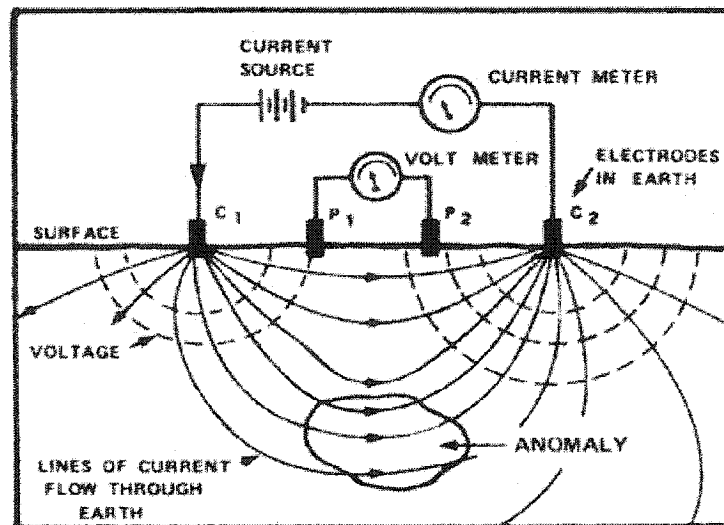 CURRENT
SOURCE
CURRENT METER
VOLT METER
ELECTRODES
IN EARTH
C1
P1
P2
C2
SURFACE
VOLTAGE
ANOMALY
LINES OF CURRENT
FLOW THROUGH
EARTH